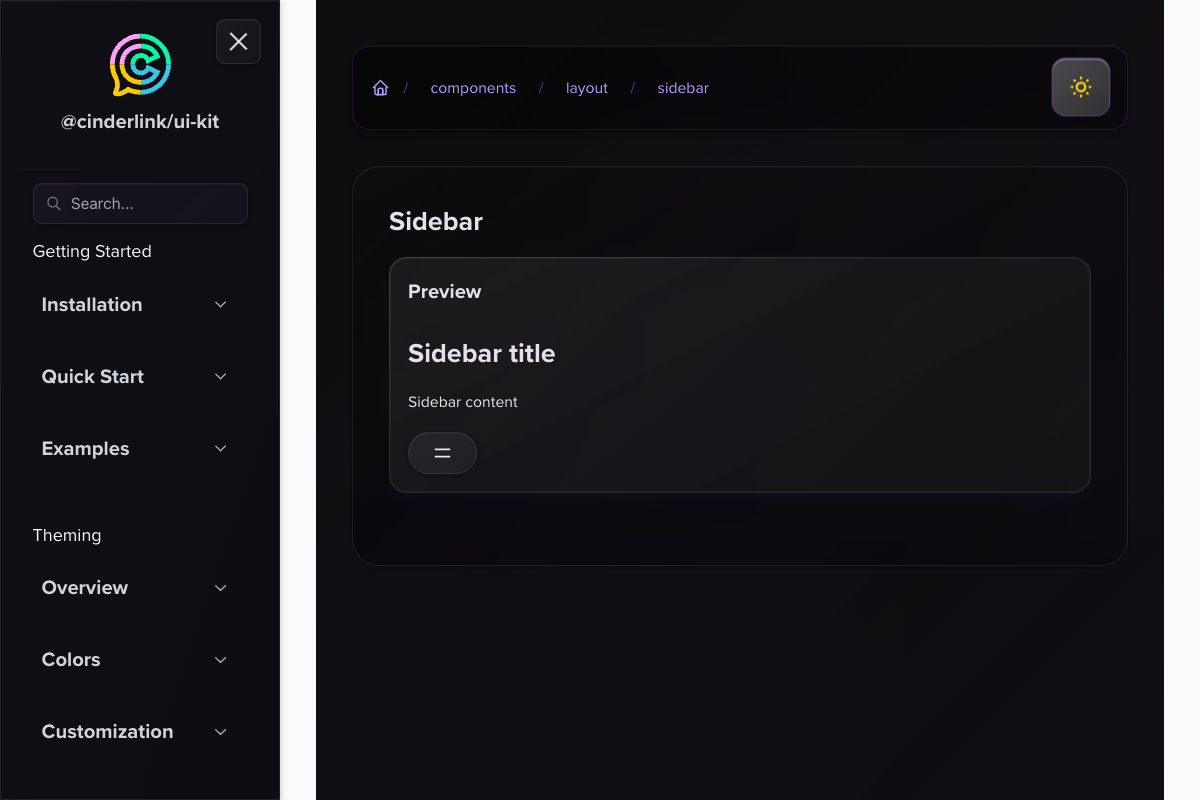 @cinderlink/ui-kit
Search...
Getting Started
Installation
Quick Start
Examples
Theming
Overview
Colors
Customization
/ components / layout / sidebar
Sidebar
Preview
Sidebar title
Sidebar content